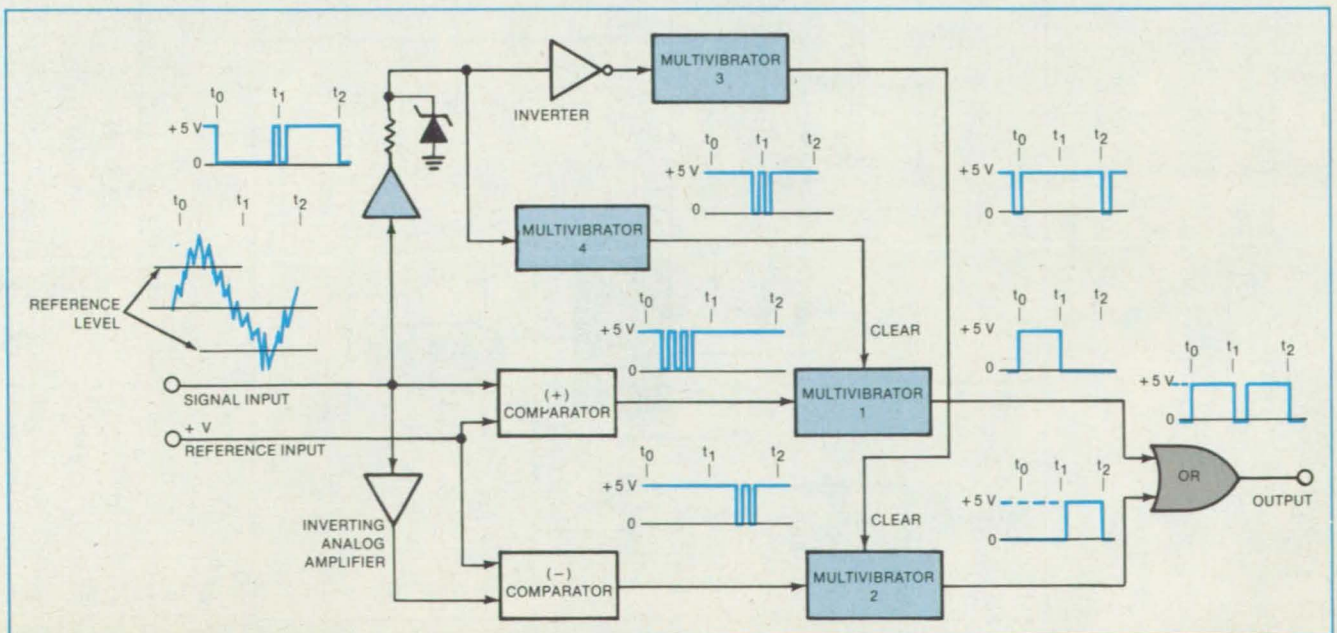 MULTIVIBRATOR
3
INVERTER
t0 t1 t2
+5 V
0
t0 t1 t2
REFERENCE
LEVEL
t0 t1 t2
+5 V
0
t0 t1 t2
+5 V
0
MULTIVIBRATOR
4
t0 t1 t2
+5 V
0
CLEAR
t0 t1 t2
+5 V
0
t0 t1 t2
+5 V
0
SIGNAL INPUT
+ V
REFERENCE INPUT
(+)
COMPARATOR
MULTIVIBRATOR
1
t0 t1 t2
+5 V
0
CLEAR
t0 t1 t2
+5 V
0
OR
OUTPUT
INVERTING
ANALOG
AMPLIFIER
(−)
COMPARATOR
MULTIVIBRATOR
2